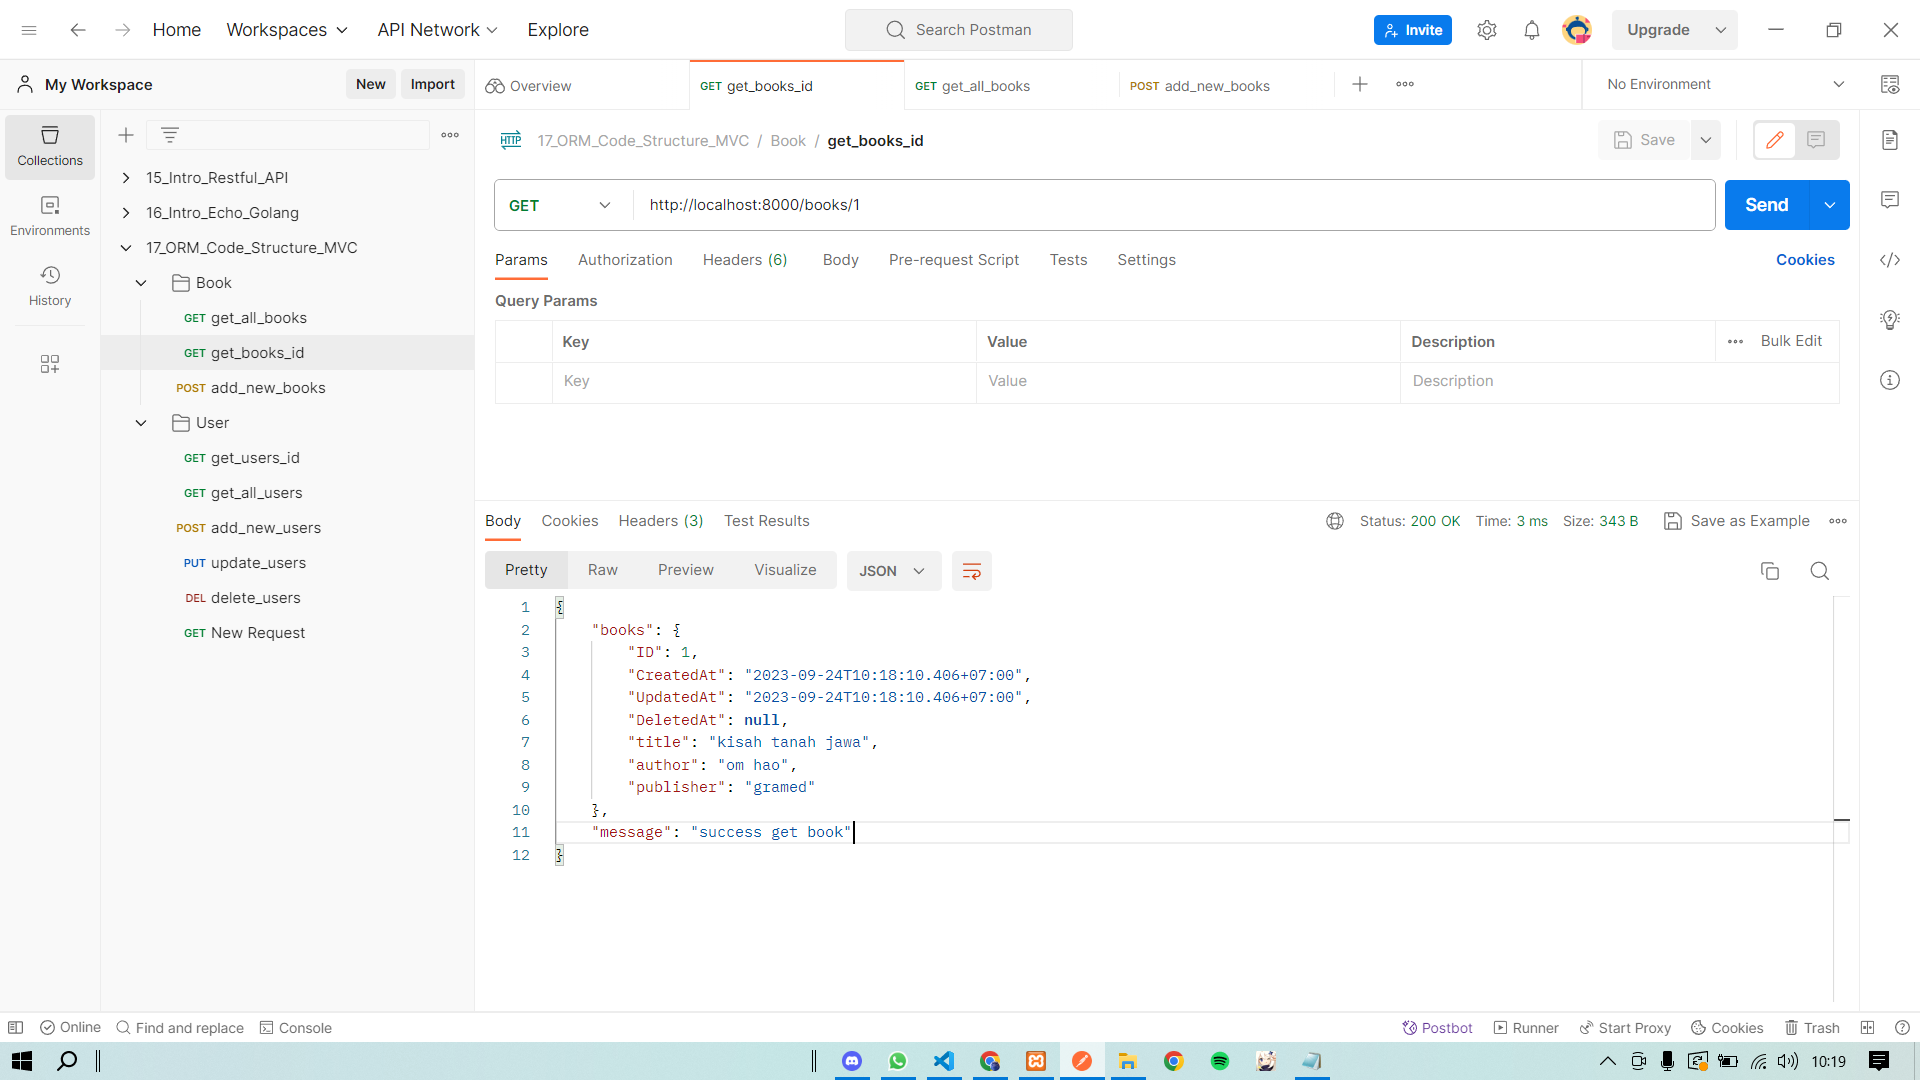 Home Workspaces API Network Explore Search Postman Invite Upgrade
My Workspace New Import Overview GET get_books_id GET get_all_books POST add_new_books No Environment
Collections
Environments
History
15_Intro_Restful_API
16_Intro_Echo_Golang
17_ORM_Code_Structure_MVC
Book
GET get_all_books
GET get_books_id
POST add_new_books
User
GET get_users_id
GET get_all_users
POST add_new_users
PUT update_users
DEL delete_users
GET New Request
HTTP 17_ORM_Code_Structure_MVC / Book / get_books_id Save
GET http://localhost:8000/books/1 Send
Params Authorization Headers (6) Body Pre-request Script Tests Settings Cookies
Query Params
Key Value Description Bulk Edit
Key Value Description
Body Cookies Headers (3) Test Results Status: 200 OK Time: 3 ms Size: 343 B Save as Example
Pretty Raw Preview Visualize JSON
1 {
2 "books": {
3 "ID": 1,
4 "CreatedAt": "2023-09-24T10:18:10.406+07:00",
5 "UpdatedAt": "2023-09-24T10:18:10.406+07:00",
6 "DeletedAt": null,
7 "title": "kisah tanah jawa",
8 "author": "om hao",
9 "publisher": "gramed"
10 },
11 "message": "success get book"
12 }
Online Find and replace Console Postbot Runner Start Proxy Cookies Trash
10:19